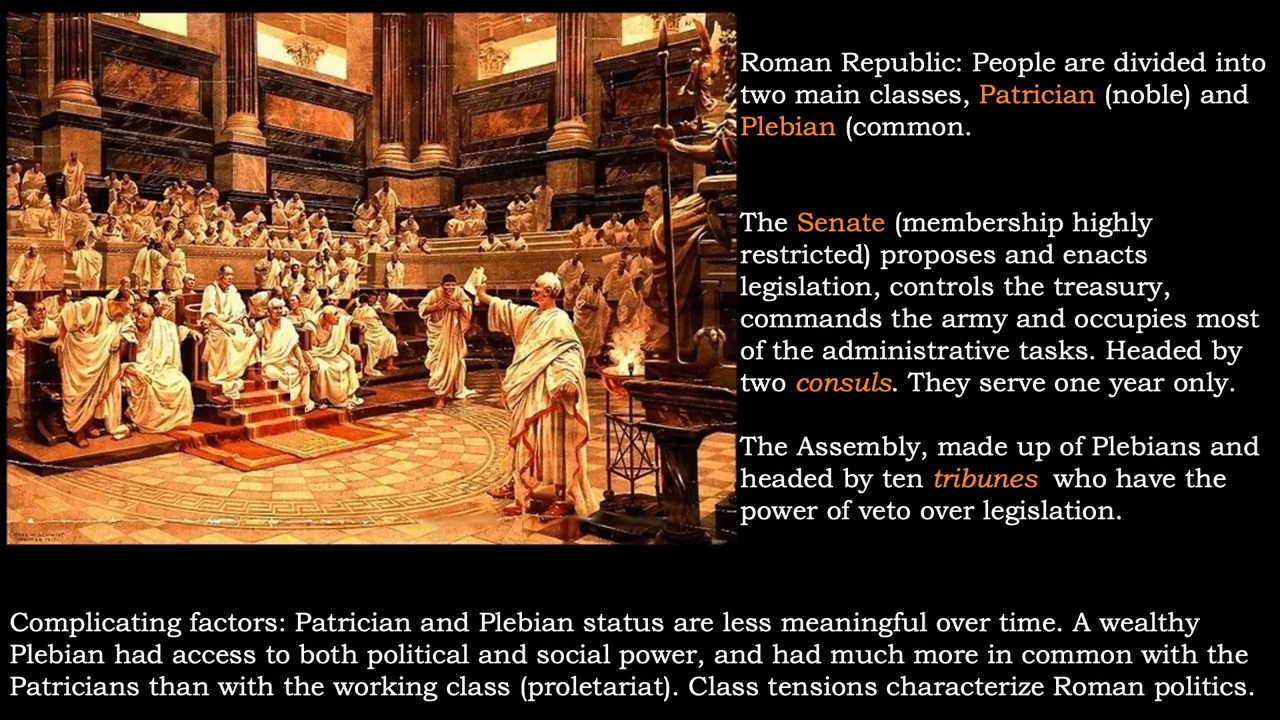 Roman Republic: People are divided into
two main classes, Patrician (noble) and
Plebian (common.
The Senate (membership highly
restricted) proposes and enacts
legislation, controls the treasury,
commands the army and occupies most
of the administrative tasks. Headed by
two consuls. They serve one year only.
The Assembly, made up of Plebians and
headed by ten tribunes who have the
power of veto over legislation.
Complicating factors: Patrician and Plebian status are less meaningful over time. A wealthy
Plebian had access to both political and social power, and had much more in common with the
Patricians than with the working class (proletariat). Class tensions characterize Roman politics.